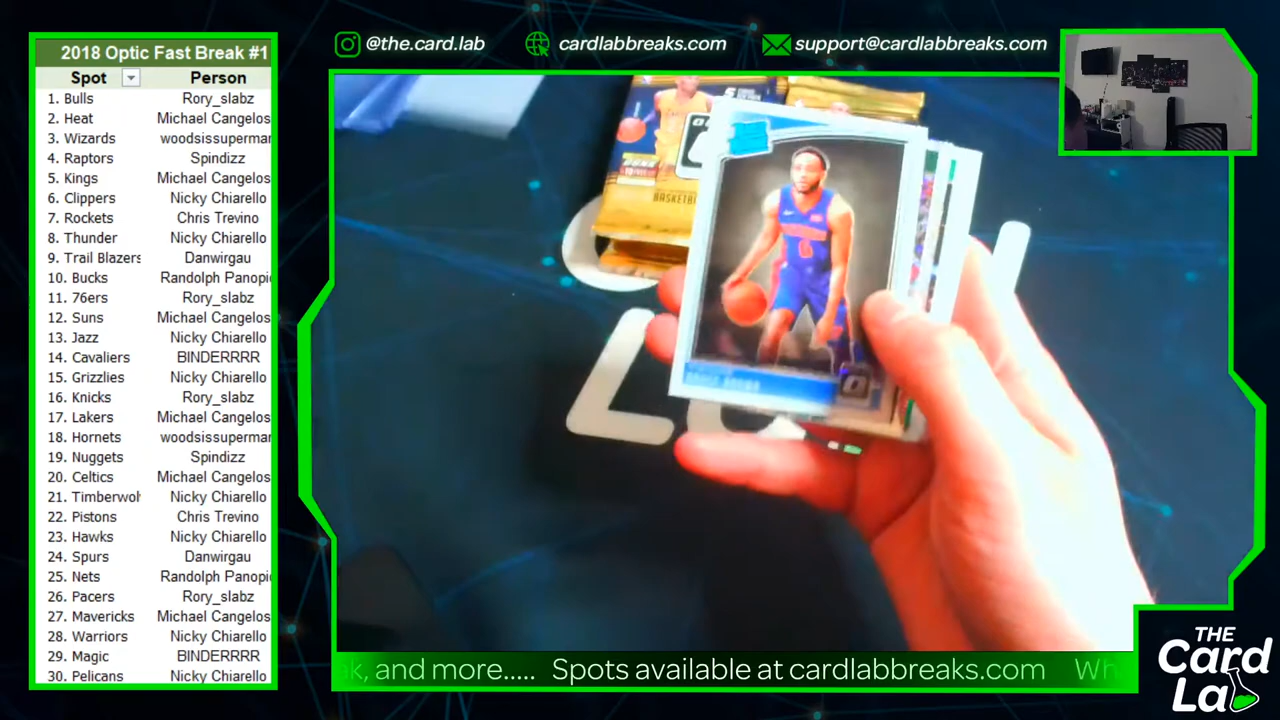 2018 Optic Fast Break #1
Spot Person
1. Bulls Rory_slabz
2. Heat Michael Cangelos
3. Wizards woodsissuperman
4. Raptors Spindizz
5. Kings Michael Cangelos
6. Clippers Nicky Chiarello
7. Rockets Chris Trevino
8. Thunder Nicky Chiarello
9. Trail Blazers Danwirgau
10. Bucks Randolph Panopio
11. 76ers Rory_slabz
12. Suns Michael Cangelos
13. Jazz Nicky Chiarello
14. Cavaliers BINDERRRR
15. Grizzlies Nicky Chiarello
16. Knicks Rory_slabz
17. Lakers Michael Cangelos
18. Hornets woodsissuperman
19. Nuggets Spindizz
20. Celtics Michael Cangelos
21. Timberwol Nicky Chiarello
22. Pistons Chris Trevino
23. Hawks Nicky Chiarello
24. Spurs Danwirgau
25. Nets Randolph Panopio
26. Pacers Rory_slabz
27. Mavericks Michael Cangelos
28. Warriors Nicky Chiarello
29. Magic BINDERRRR
30. Pelicans Nicky Chiarello
@the.card.lab cardlabbreaks.com support@cardlabbreaks.com
BASKETBALL
ak, and more..... Spots available at cardlabbreaks.com Wh
THE
Card
La